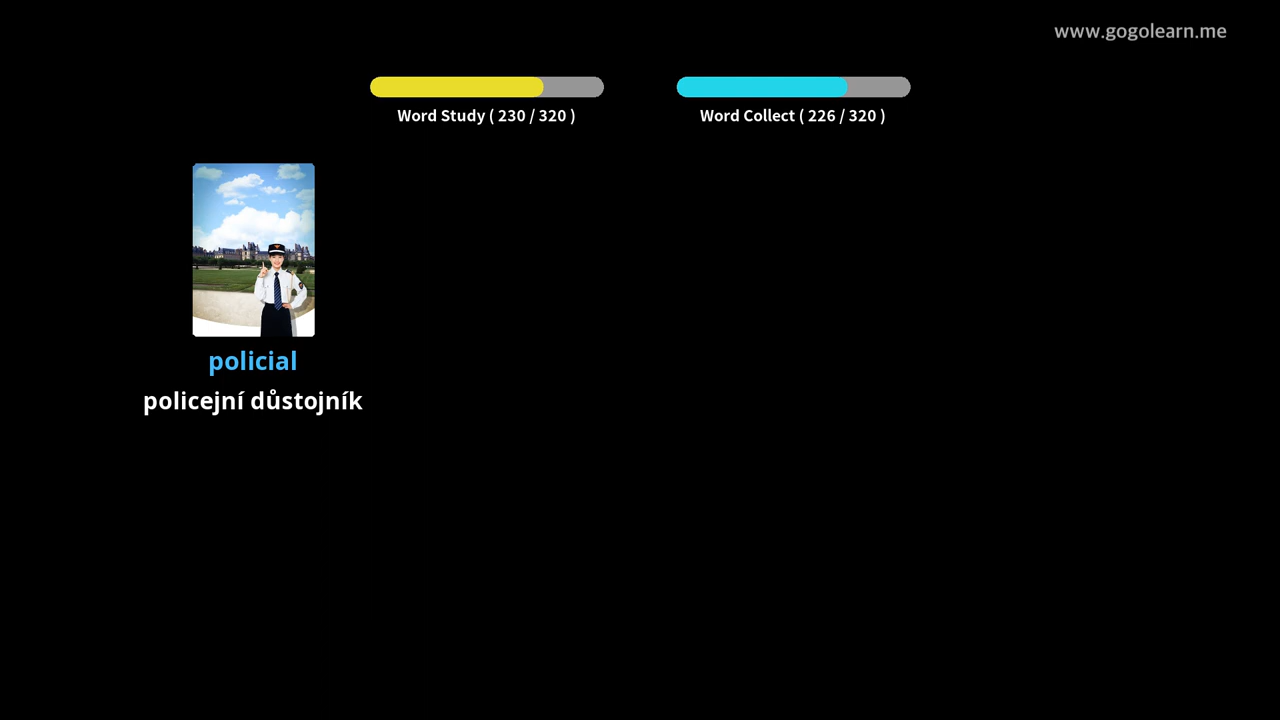 www.gogolearn.me
Word Study ( 230 / 320 )
Word Collect ( 226 / 320 )
policial
policejní důstojník